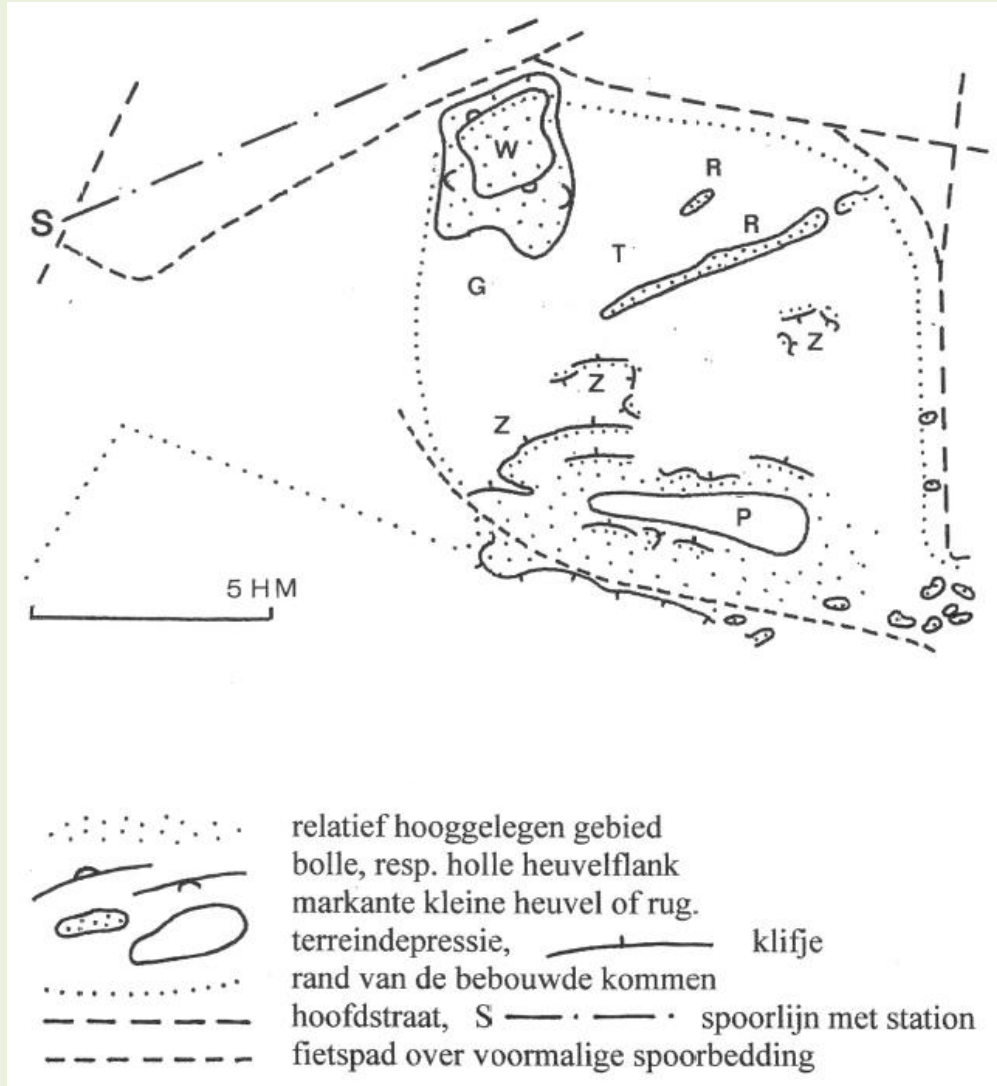 S
W
R
R
T
G
Z
Z
Z
P
5 HM
relatief hooggelegen gebied
bolle, resp. holle heuvelflank
markante kleine heuvel of rug.
terreindepressie, klifje
rand van de bebouwde kommen
hoofdstraat, S spoorlijn met station
fietspad over voormalige spoorbedding